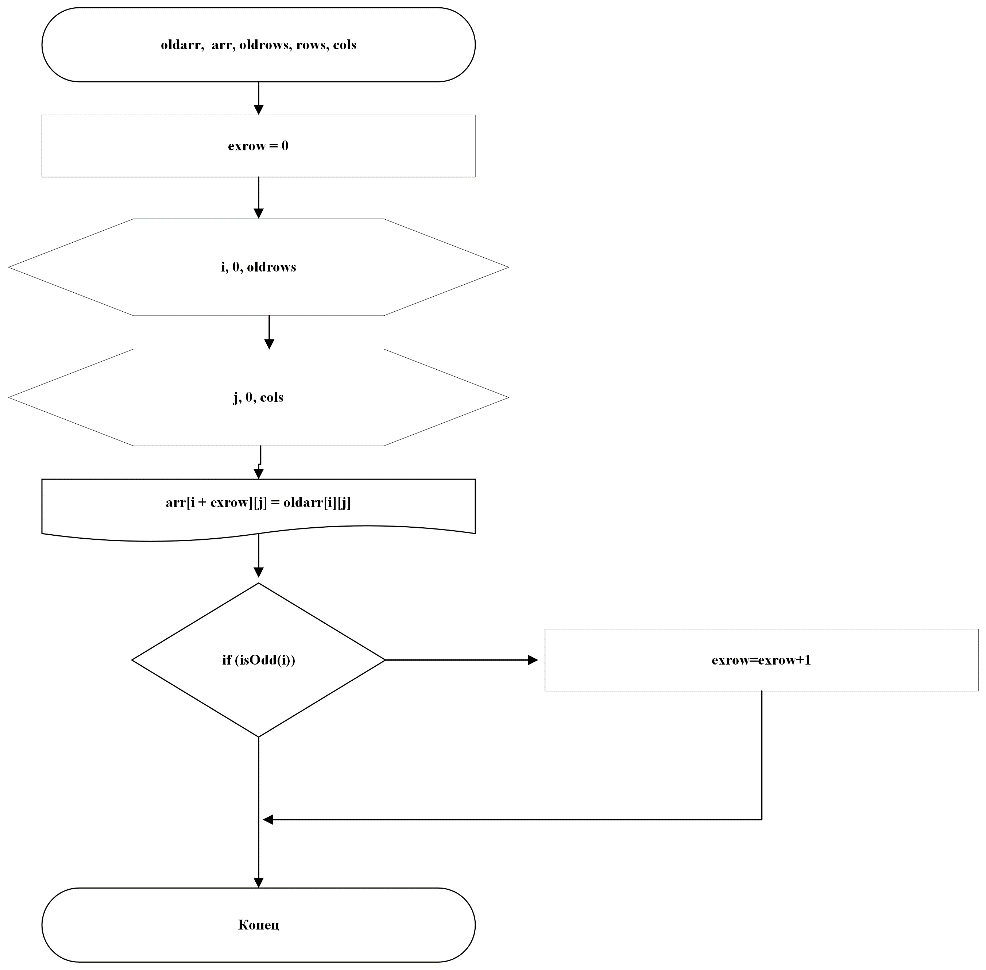 oldarr, arr, oldrows, rows, cols
exrow = 0
i, 0, oldrows
j, 0, cols
arr[i + exrow][j] = oldarr[i][j]
if (isOdd(i))
exrow=exrow+1
Конец